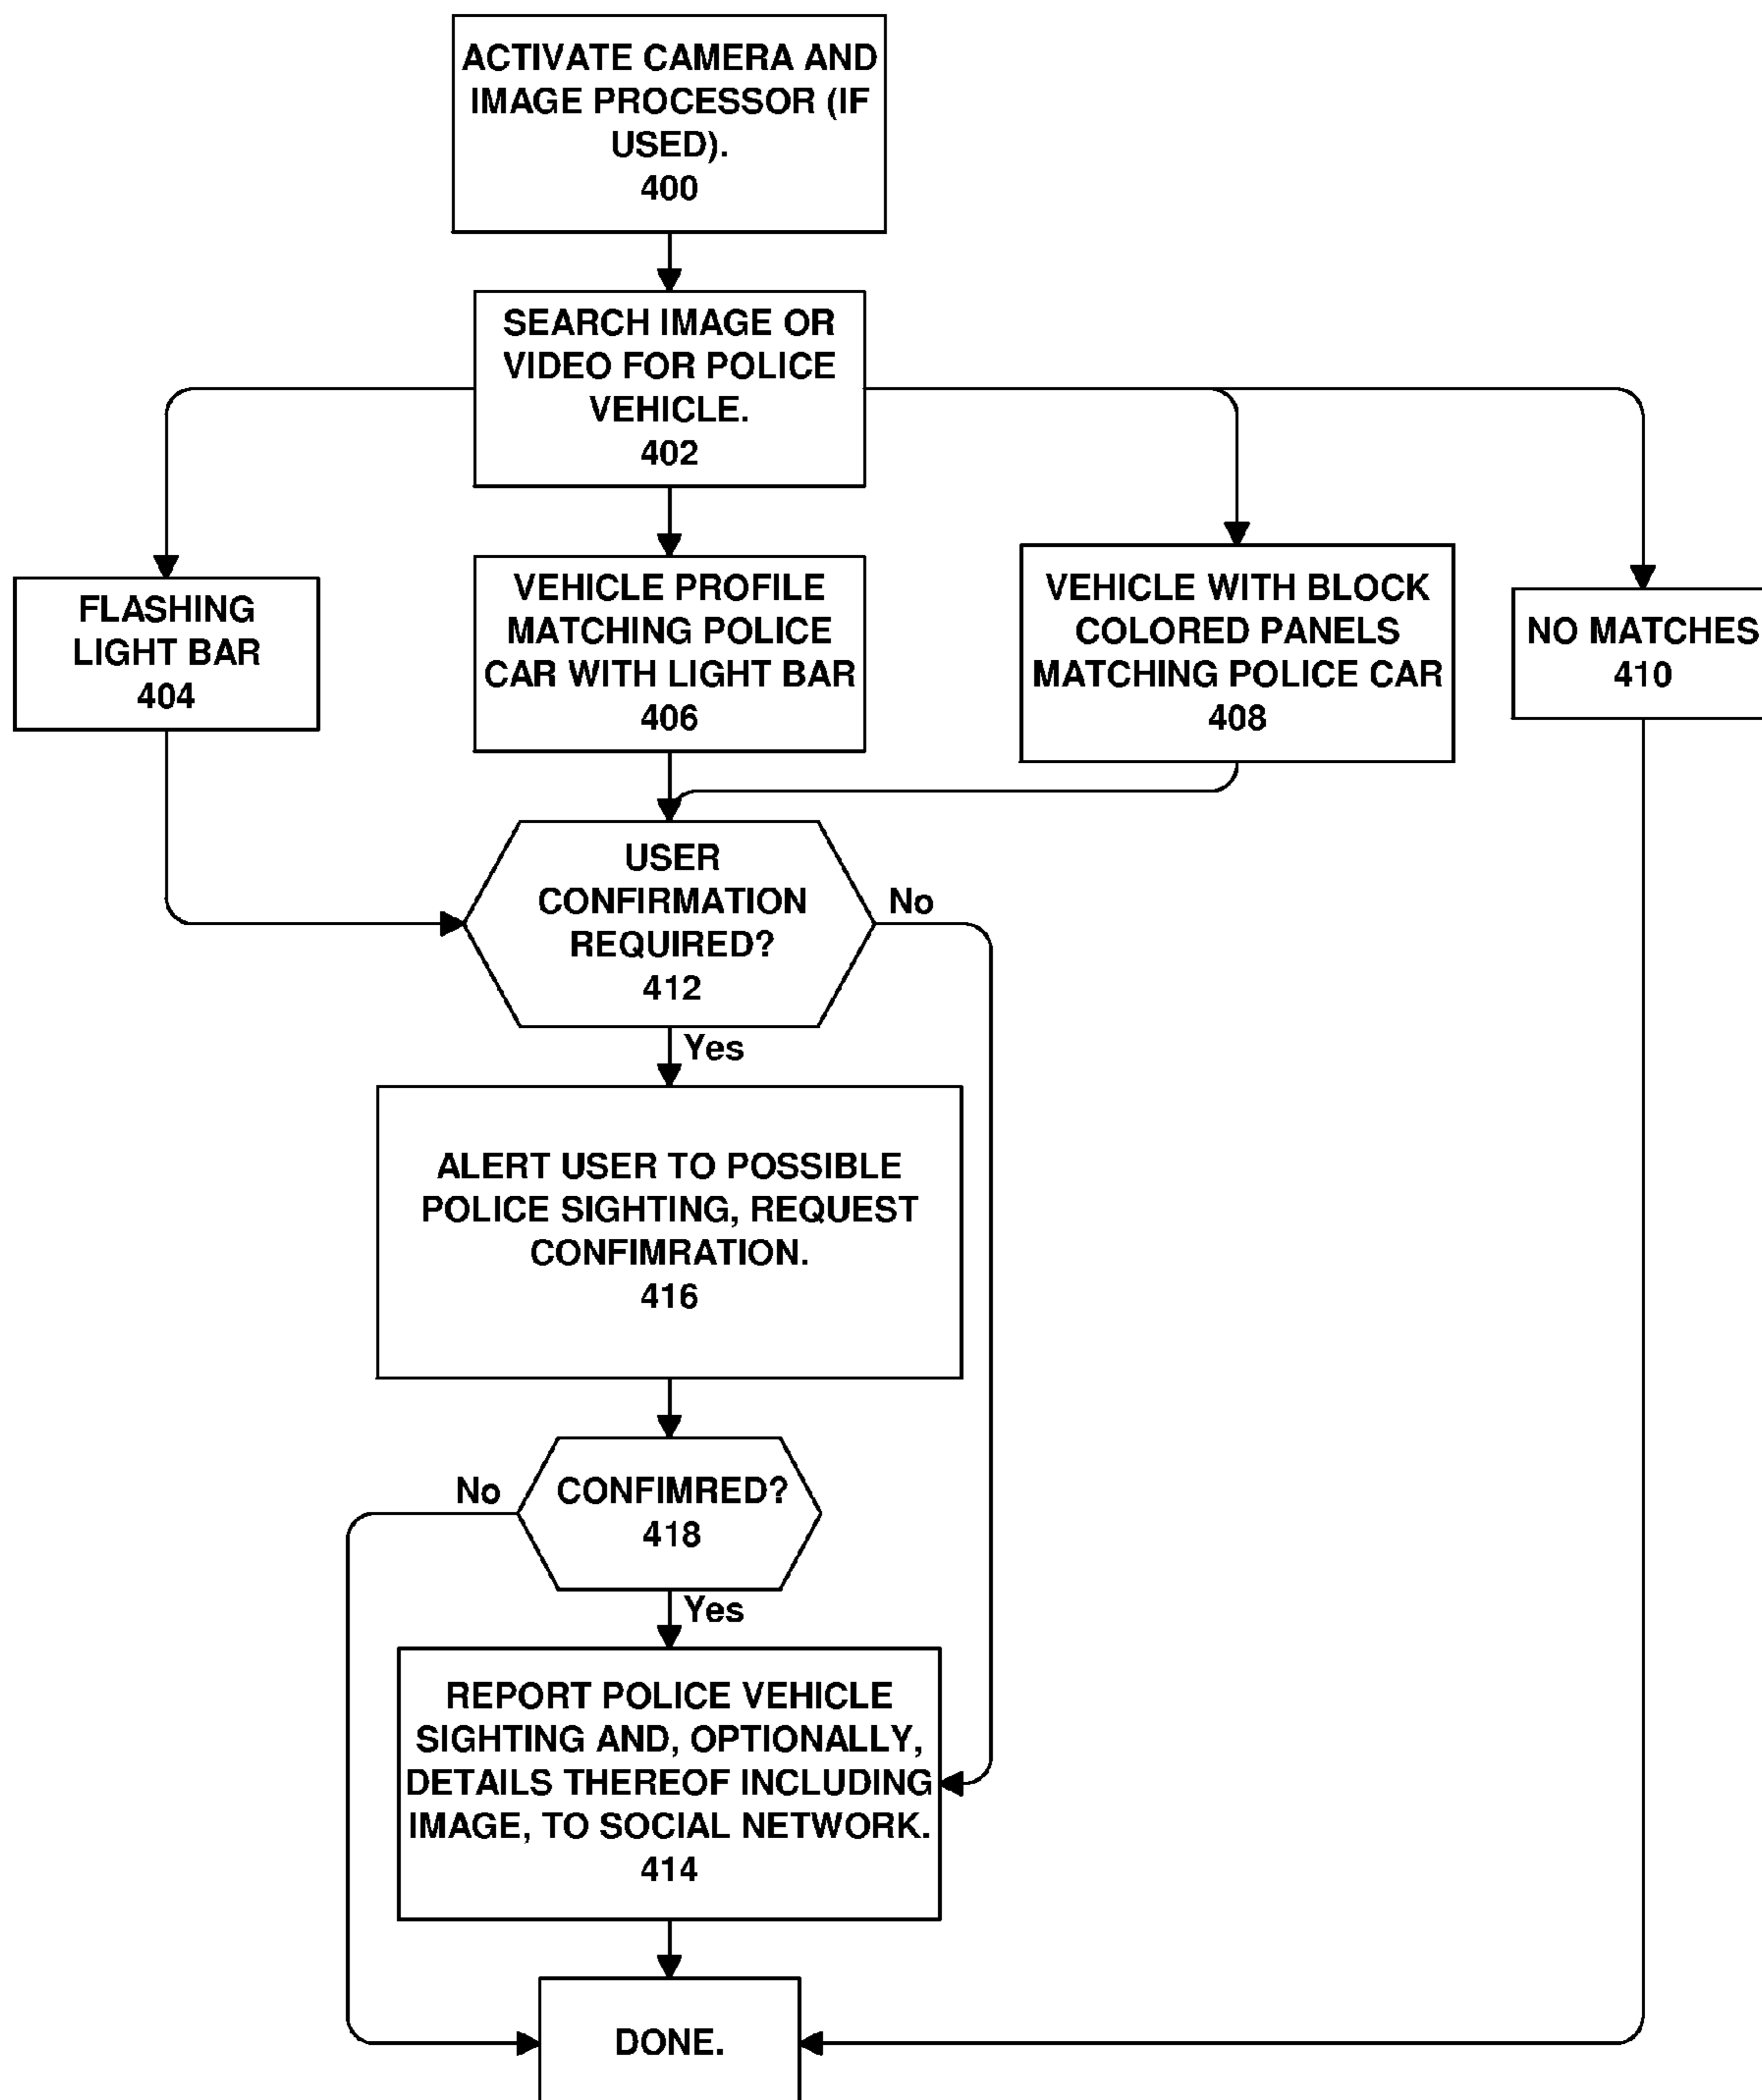 ACTIVATE CAMERA AND
IMAGE PROCESSOR (IF
USED).
400
SEARCH IMAGE OR
VIDEO FOR POLICE
VEHICLE.
402
FLASHING
LIGHT BAR
404
VEHICLE PROFILE
MATCHING POLICE
CAR WITH LIGHT BAR
406
VEHICLE WITH BLOCK
COLORED PANELS
MATCHING POLICE CAR
408
NO MATCHES
410
USER
CONFIRMATION
REQUIRED?
412
No
Yes
ALERT USER TO POSSIBLE
POLICE SIGHTING, REQUEST
CONFIMRATION.
416
No
CONFIMRED?
418
Yes
REPORT POLICE VEHICLE
SIGHTING AND, OPTIONALLY,
DETAILS THEREOF INCLUDING
IMAGE, TO SOCIAL NETWORK.
414
DONE.